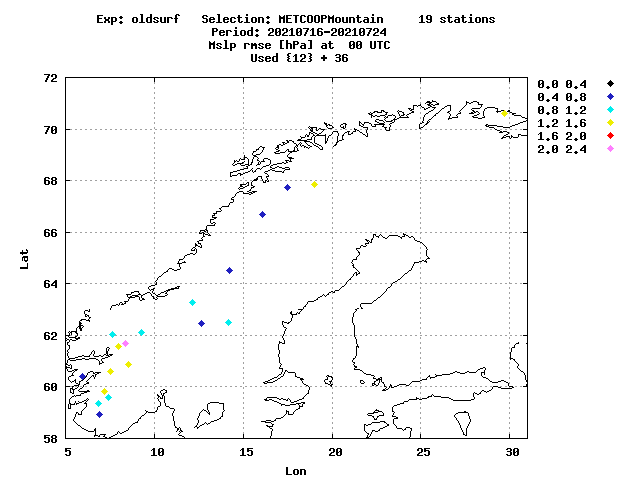 Exp: oldsurf   Selection: METCOOPMountain     19 stations
Period: 20210716-20210724
Mslp rmse [hPa] at  00 UTC
Used {12} + 36
72
70
68
66
64
62
60
58
Lat
5 10 15 20 25 30
Lon
0.0 0.4
0.4 0.8
0.8 1.2
1.2 1.6
1.6 2.0
2.0 2.4